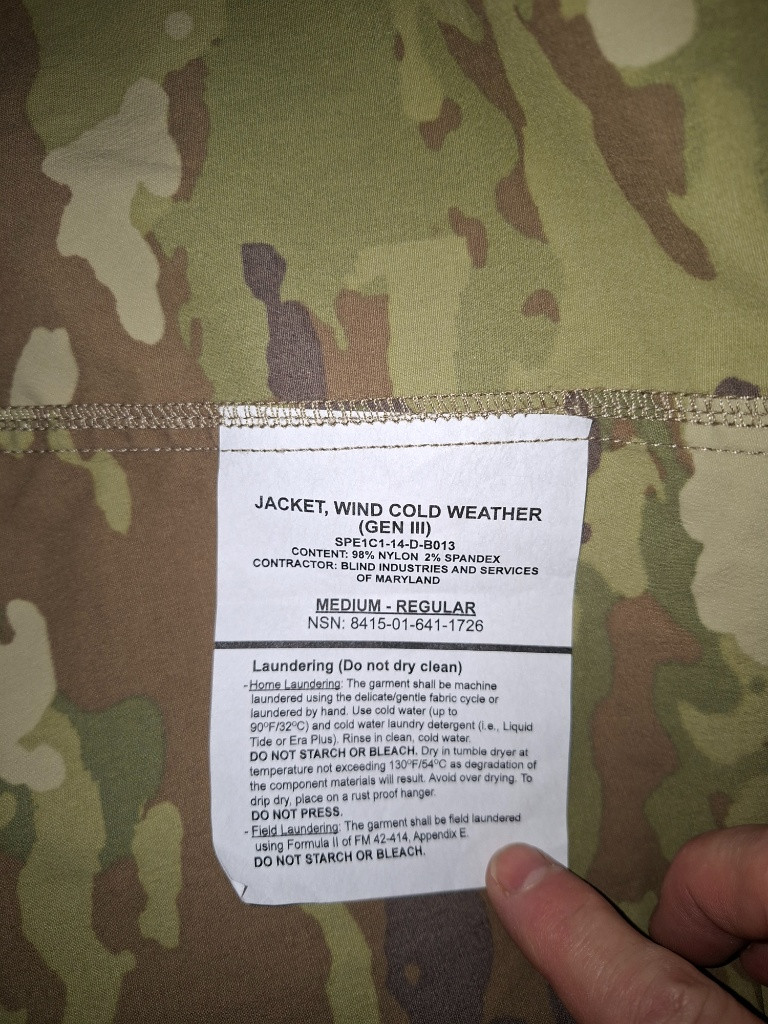 JACKET, WIND COLD WEATHER
(GEN III)
SPE1C1-14-D-B013
CONTENT: 98% NYLON 2% SPANDEX
CONTRACTOR: BLIND INDUSTRIES AND SERVICES
OF MARYLAND
MEDIUM - REGULAR
NSN: 8415-01-641-1726
Laundering (Do not dry clean)
-Home Laundering: The garment shall be machine
laundered using the delicate/gentle fabric cycle or
laundered by hand. Use cold water (up to
90ºF/32ºC) and cold water laundry detergent (i.e., Liquid
Tide or Era Plus). Rinse in clean, cold water.
DO NOT STARCH OR BLEACH. Dry in tumble dryer at
temperature not exceeding 130ºF/54ºC as degradation of
the component materials will result. Avoid over drying. To
drip dry, place on a rust proof hanger.
DO NOT PRESS.
- Field Laundering: The garment shall be field laundered
using Formula II of FM 42-414, Appendix E.
DO NOT STARCH OR BLEACH.